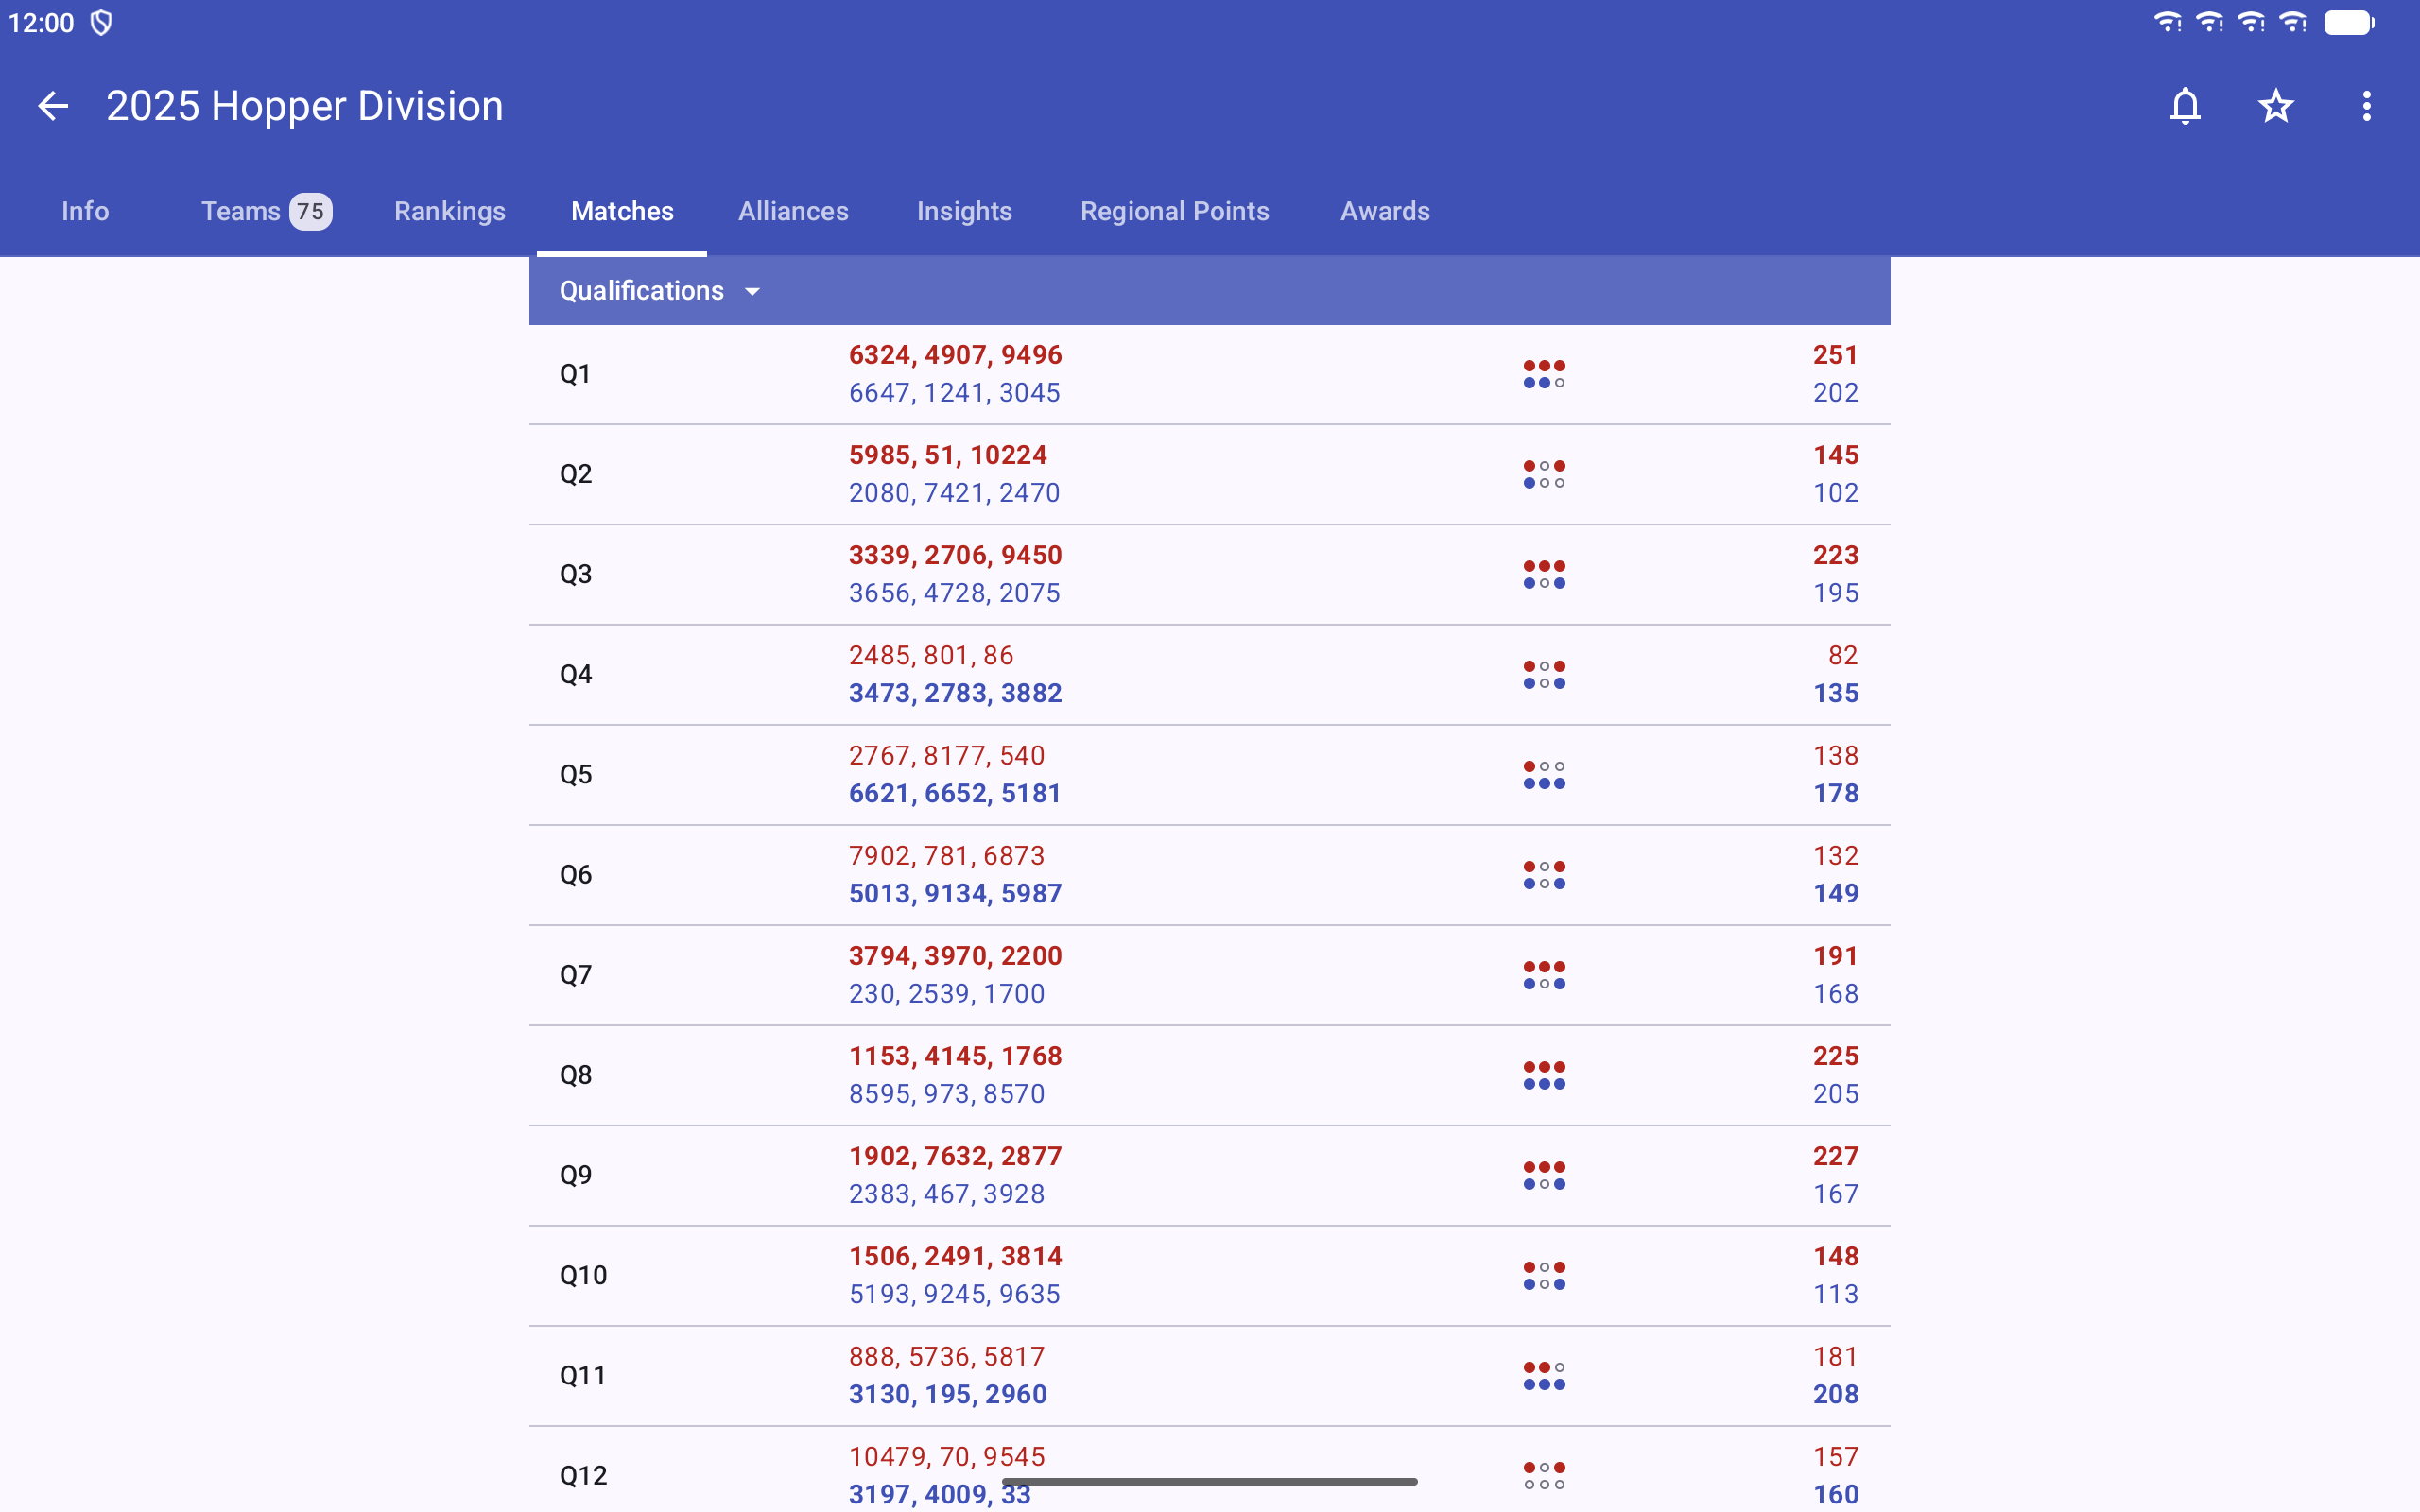 12:00
2025 Hopper Division
Info Teams 75 Rankings Matches Alliances Insights Regional Points Awards
Qualifications
Q1
6324, 4907, 9496
251
6647, 1241, 3045
202
Q2
5985, 51, 10224
145
2080, 7421, 2470
102
Q3
3339, 2706, 9450
223
3656, 4728, 2075
195
Q4
2485, 801, 86
82
3473, 2783, 3882
135
Q5
2767, 8177, 540
138
6621, 6652, 5181
178
Q6
7902, 781, 6873
132
5013, 9134, 5987
149
Q7
3794, 3970, 2200
191
230, 2539, 1700
168
Q8
1153, 4145, 1768
225
8595, 973, 8570
205
Q9
1902, 7632, 2877
227
2383, 467, 3928
167
Q10
1506, 2491, 3814
148
5193, 9245, 9635
113
Q11
888, 5736, 5817
181
3130, 195, 2960
208
Q12
10479, 70, 9545
157
3197, 4009, 33
160